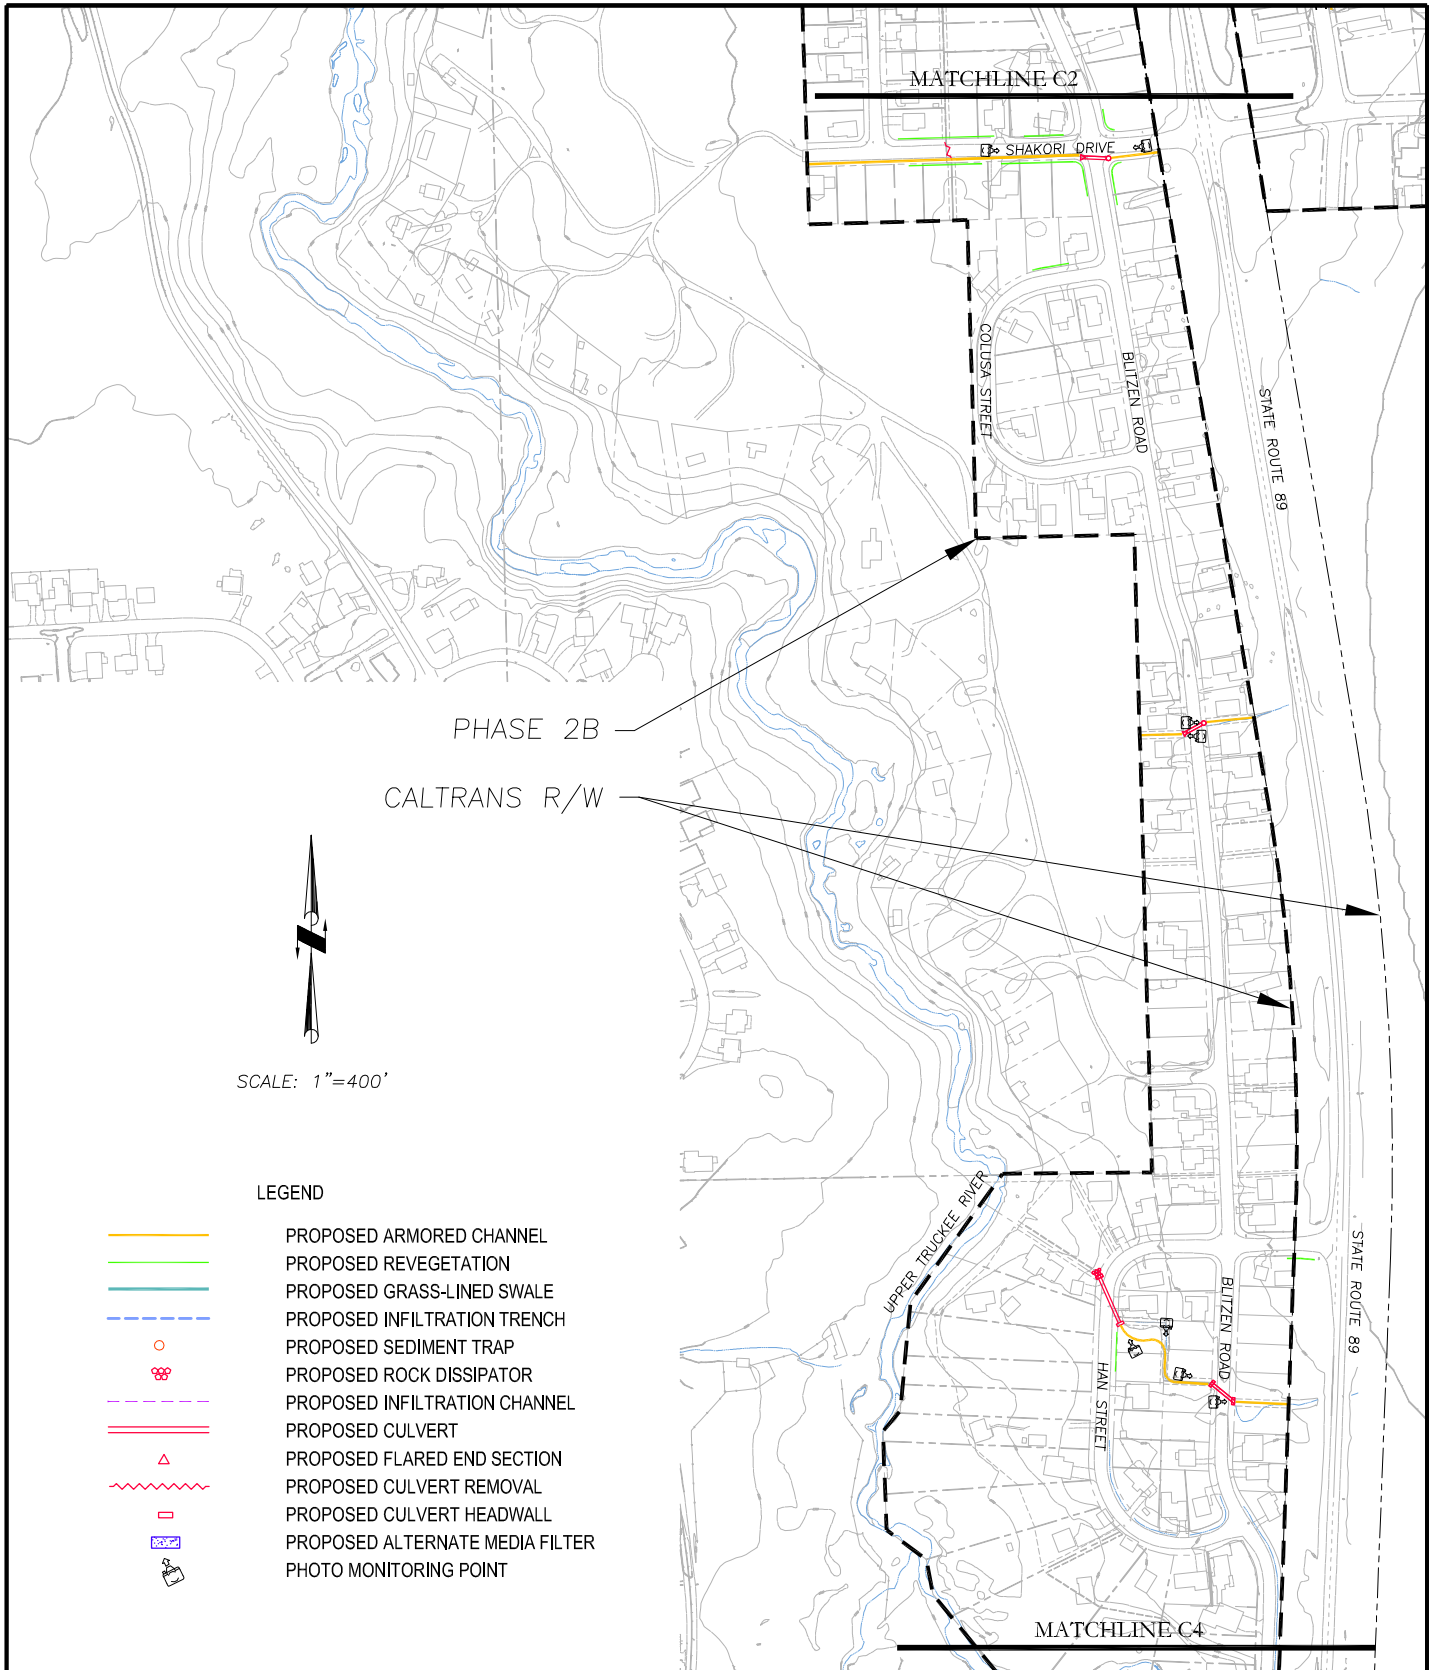 MATCHLINE C2
SHAKORI DRIVE
COLUSA STREET
BLITZEN ROAD
STATE ROUTE 89
PHASE 2B
CALTRANS R/W
SCALE: 1"=400'
UPPER TRUCKEE RIVER
STATE ROUTE 89
BLITZEN ROAD
HAN STREET
LEGEND
PROPOSED ARMORED CHANNEL
PROPOSED REVEGETATION
PROPOSED GRASS-LINED SWALE
PROPOSED INFILTRATION TRENCH
PROPOSED SEDIMENT TRAP
PROPOSED ROCK DISSIPATOR
PROPOSED INFILTRATION CHANNEL
PROPOSED CULVERT
PROPOSED FLARED END SECTION
PROPOSED CULVERT REMOVAL
PROPOSED CULVERT HEADWALL
PROPOSED ALTERNATE MEDIA FILTER
PHOTO MONITORING POINT
MATCHLINE C4